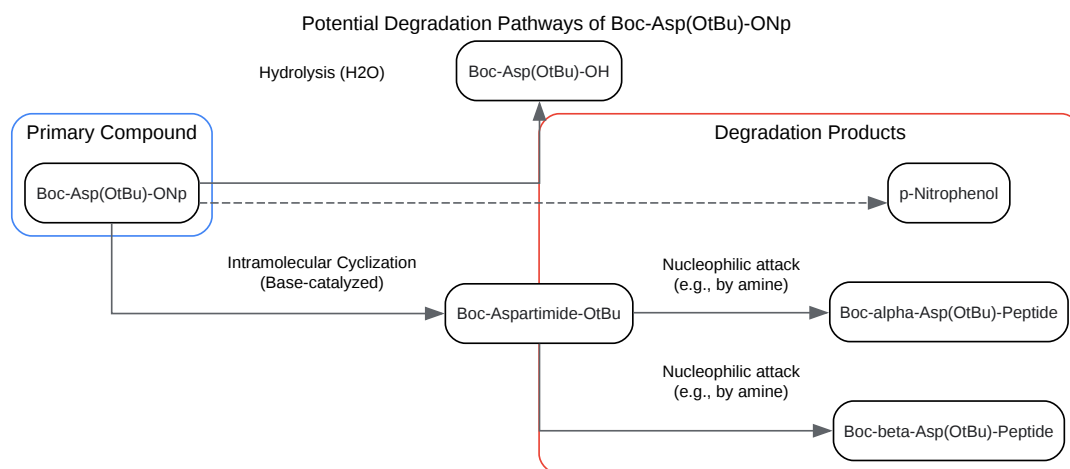 Potential Degradation Pathways of Boc-Asp(OtBu)-ONp
Hydrolysis (H2O)
Boc-Asp(OtBu)-OH
Primary Compound
Degradation Products
Boc-Asp(OtBu)-ONp
p-Nitrophenol
Intramolecular Cyclization
(Base-catalyzed)
Nucleophilic attack
(e.g., by amine)
Boc-Aspartimide-OtBu
Boc-alpha-Asp(OtBu)-Peptide
Nucleophilic attack
(e.g., by amine)
Boc-beta-Asp(OtBu)-Peptide